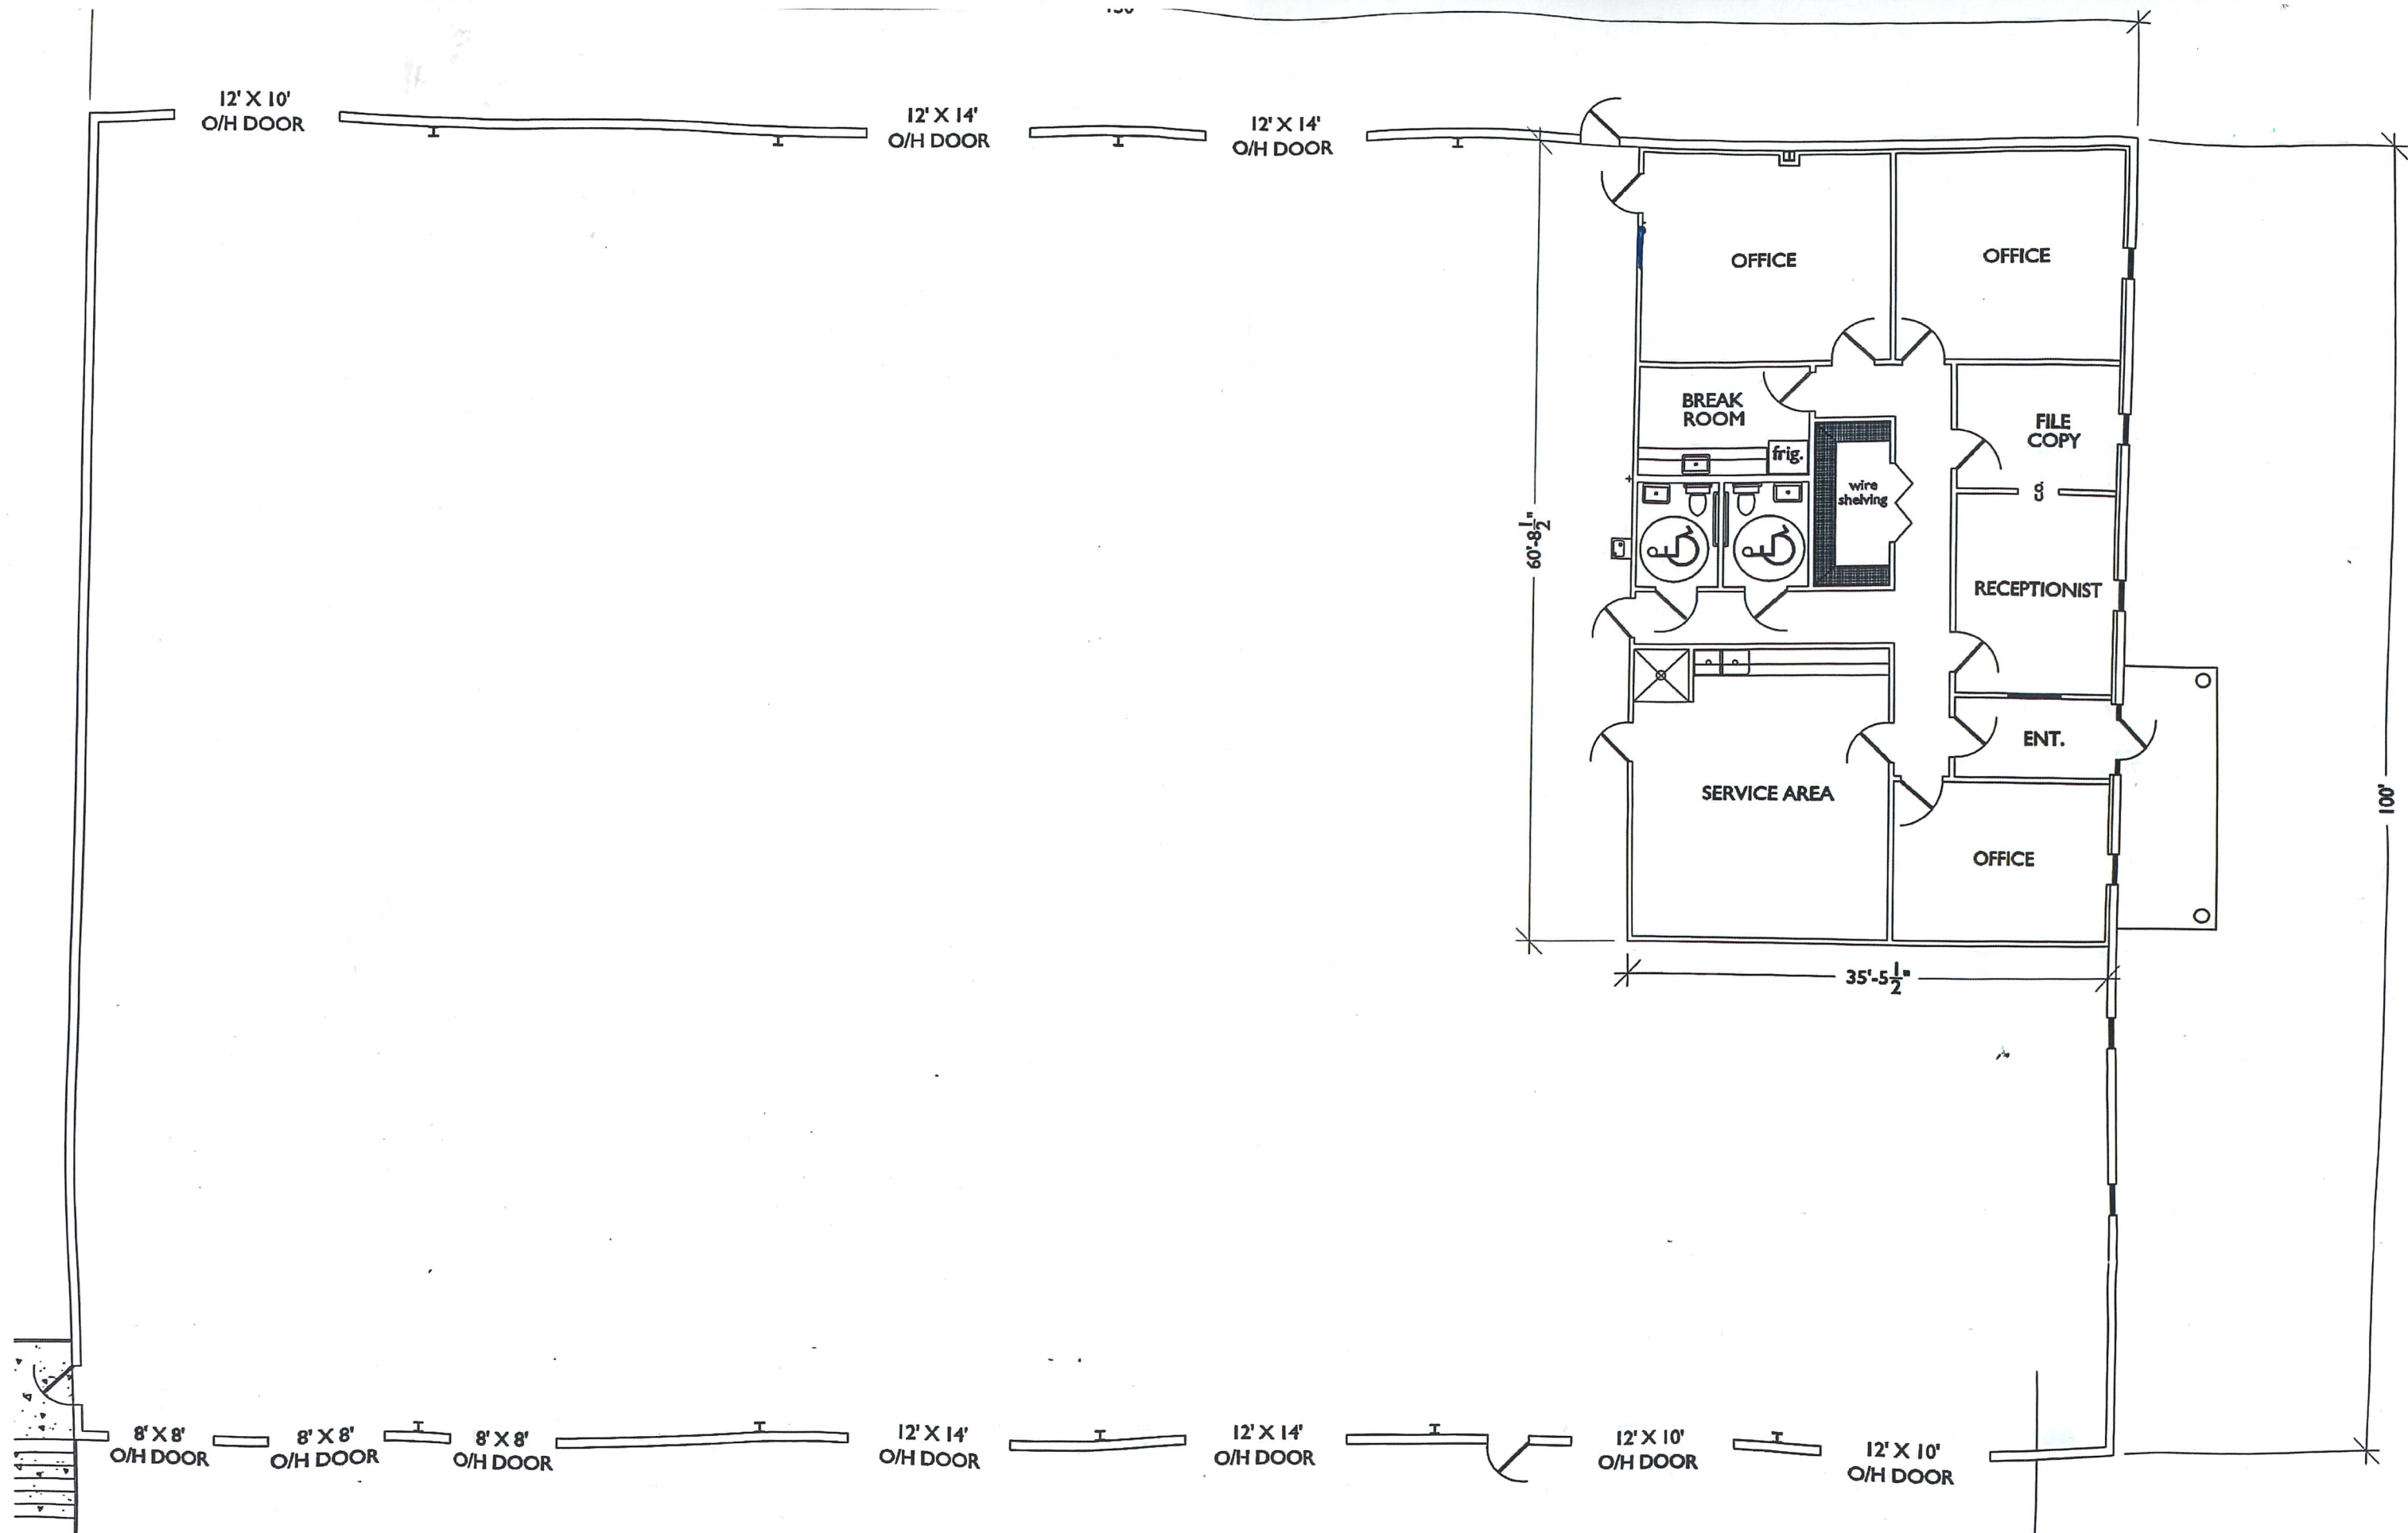 12' X 10'
O/H DOOR
12' X 14'
O/H DOOR
12' X 14'
O/H DOOR
OFFICE
OFFICE
BREAK
ROOM
frig.
FILE
COPY
wire
shelving
60'-8 1/2"
RECEPTIONIST
ENT.
SERVICE AREA
OFFICE
100'
35'-5 1/2"
8' X 8'
O/H DOOR
8' X 8'
O/H DOOR
8' X 8'
O/H DOOR
12' X 14'
O/H DOOR
12' X 14'
O/H DOOR
12' X 10'
O/H DOOR
12' X 10'
O/H DOOR